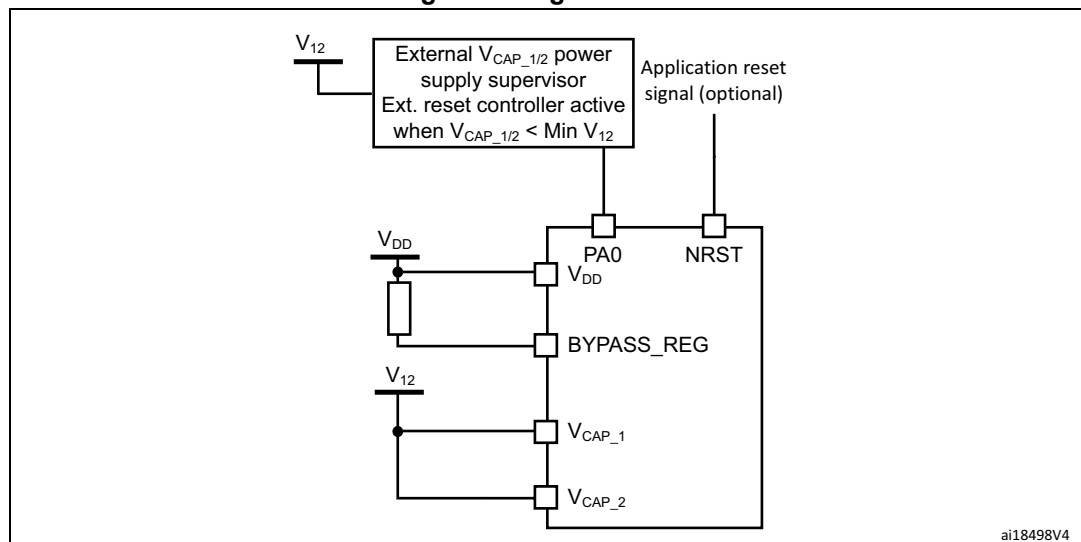 V12
External VCAP_1/2 power
supply supervisor
Ext. reset controller active
when VCAP_1/2 < Min V12
Application reset
signal (optional)
PA0
NRST
VDD
VDD
BYPASS_REG
V12
VCAP_1
VCAP_2
ai18498V4